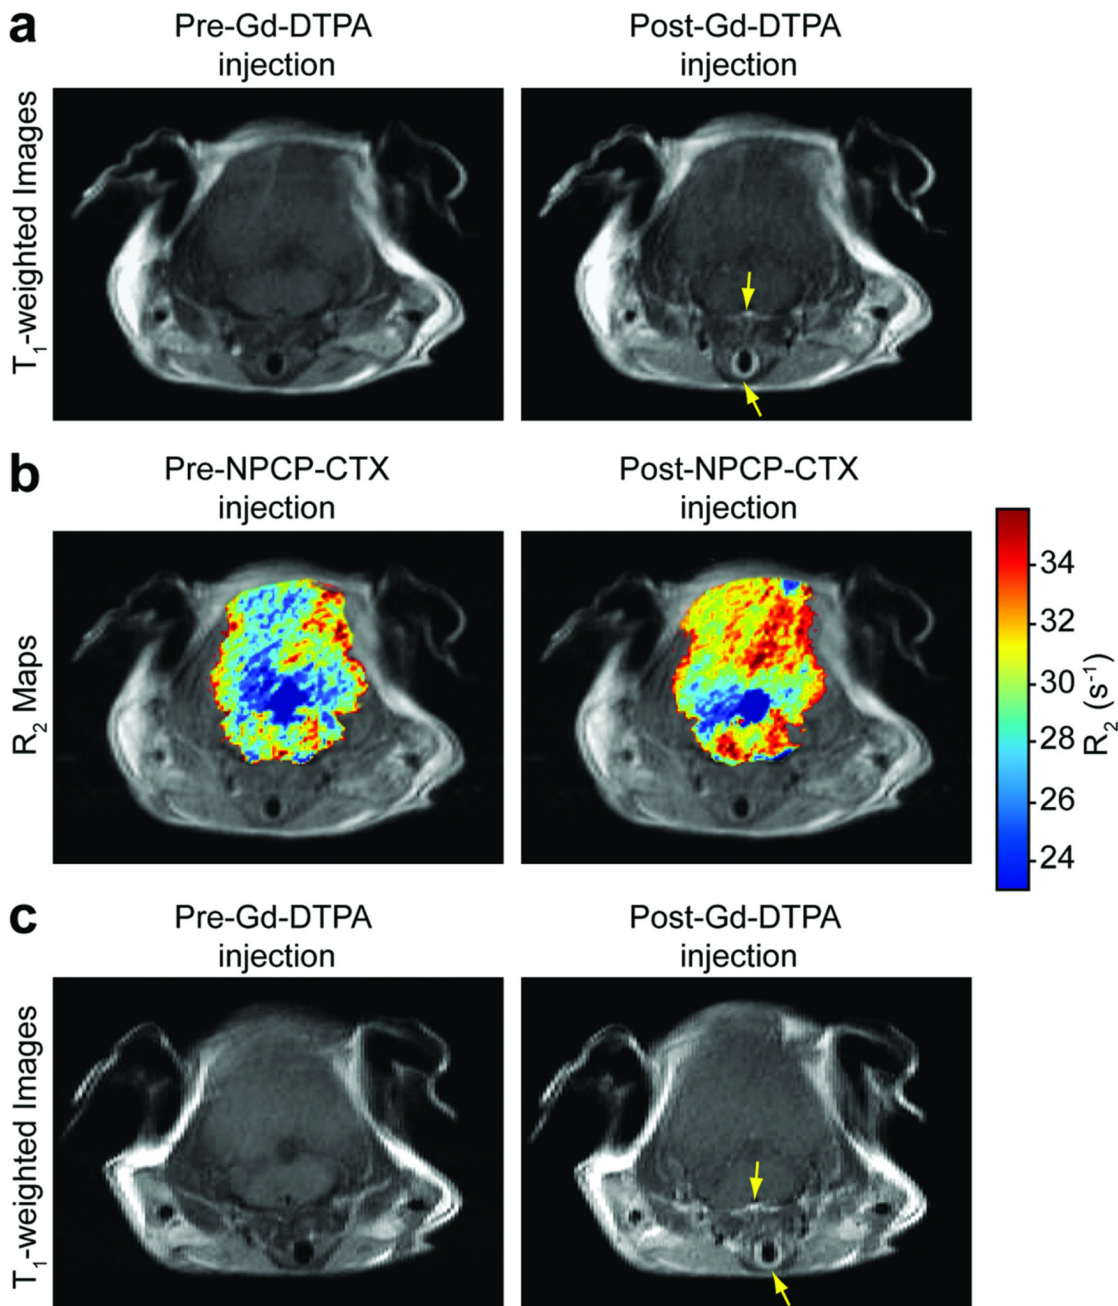 a
Pre-Gd-DTPA
injection
Post-Gd-DTPA
injection
T₁-weighted Images
b
Pre-NPCP-CTX
injection
Post-NPCP-CTX
injection
R₂ Maps
34
32
30
28
26
24
R₂ (s⁻¹)
c
Pre-Gd-DTPA
injection
Post-Gd-DTPA
injection
T₁-weighted Images